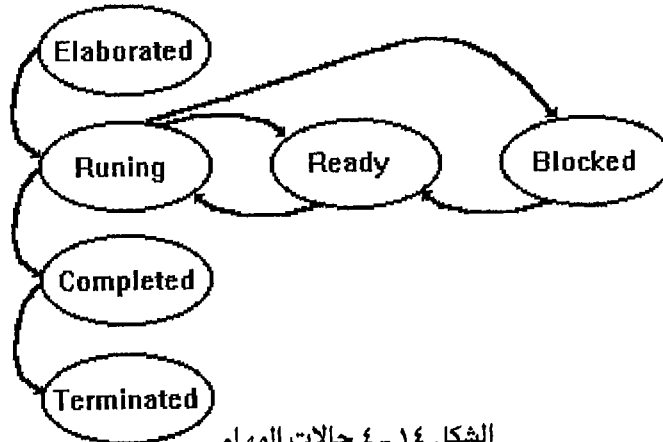 Elaborated
Runing
Ready
Blocked
Completed
Terminated
الشكل ١٤ - ٤ حالات المهام